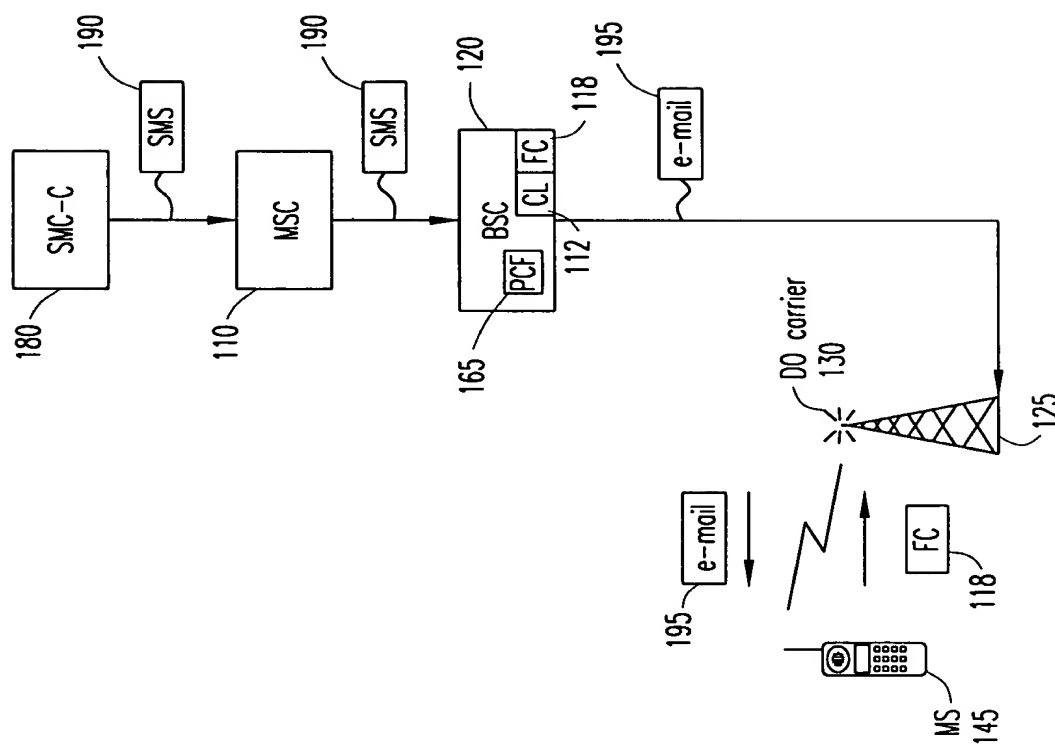 SMC-C
180
SMS
190
MSC
110
SMS
190
BSC
120
PCF
165
CL
112
FC
118
e-mail
195
DO carrier
130
125
e-mail
195
FC
118
MS
145